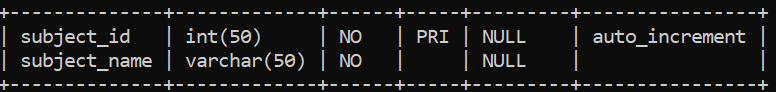 +--------------+-------------+------+-----+---------+----------------+
| subject_id   | int(50)     | NO   | PRI | NULL    | auto_increment |
| subject_name | varchar(50) | NO   |     | NULL    |                |
+--------------+-------------+------+-----+---------+----------------+